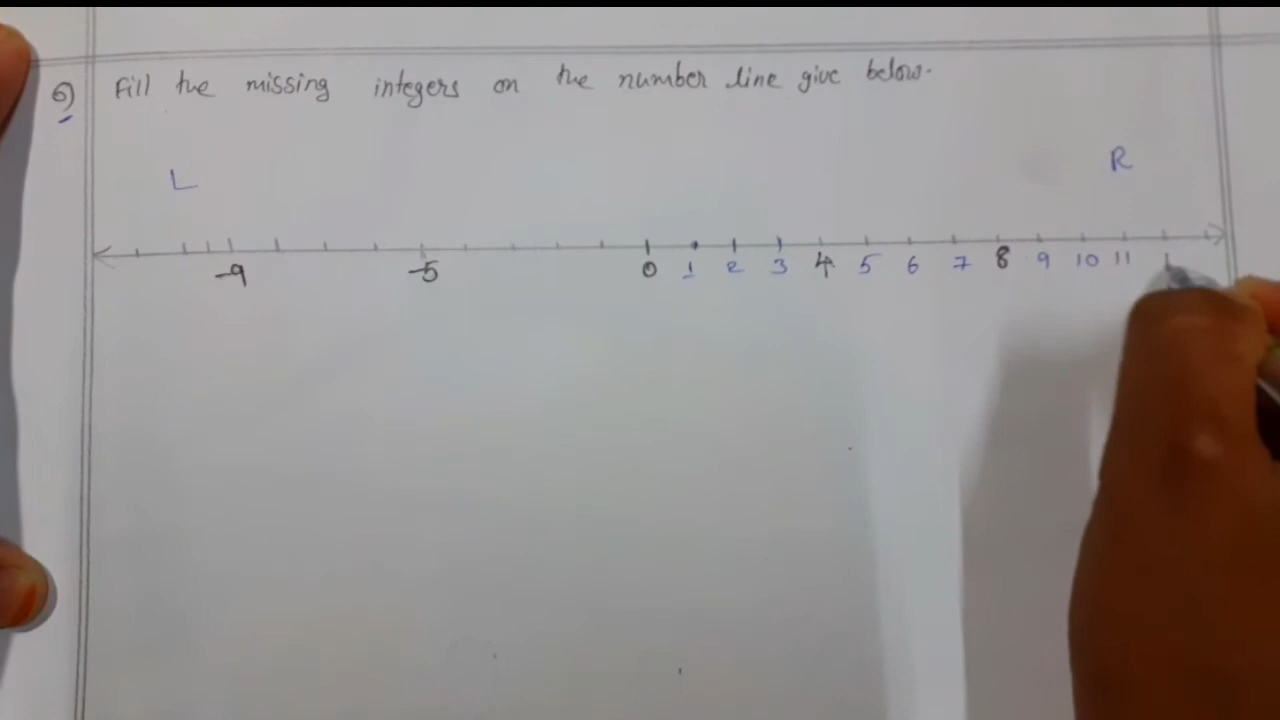 6) Fill the missing integers on the number line give below.
L R
-9 -5 0 1 2 3 4 5 6 7 8 9 10 11 1